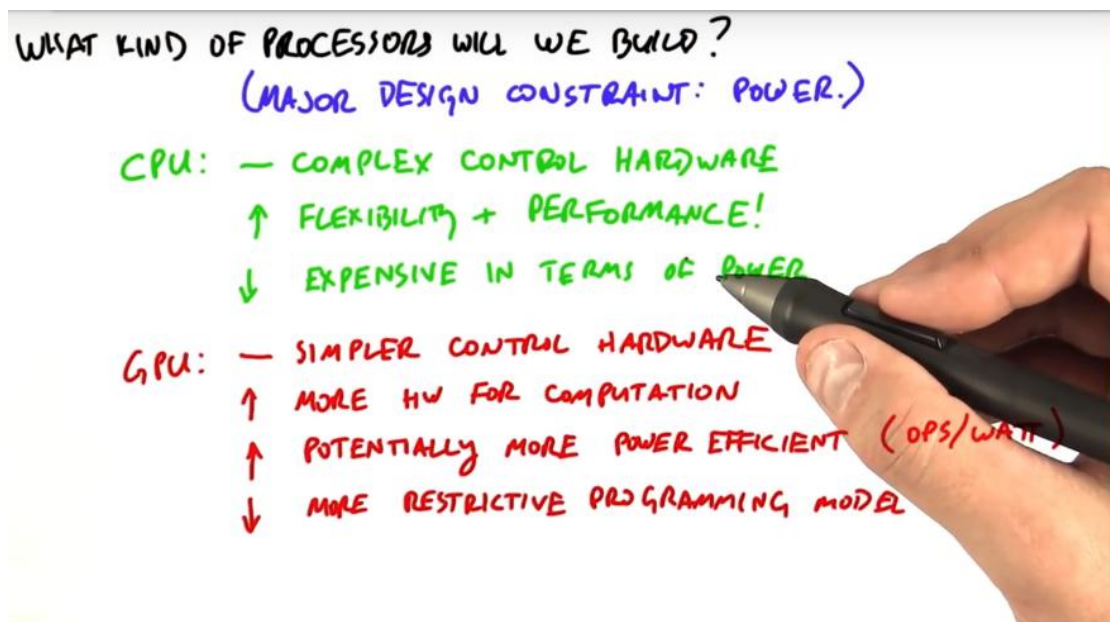 WHAT KIND OF PROCESSORS WILL WE BUILD?
(MAJOR DESIGN CONSTRAINT: POWER.)
CPU: — COMPLEX CONTROL HARDWARE
↑ FLEXIBILITY + PERFORMANCE!
↓ EXPENSIVE IN TERMS OF POWER
GPU: — SIMPLER CONTROL HARDWARE
↑ MORE HW FOR COMPUTATION
↑ POTENTIALLY MORE POWER EFFICIENT (OPS/WATT)
↓ MORE RESTRICTIVE PROGRAMMING MODEL